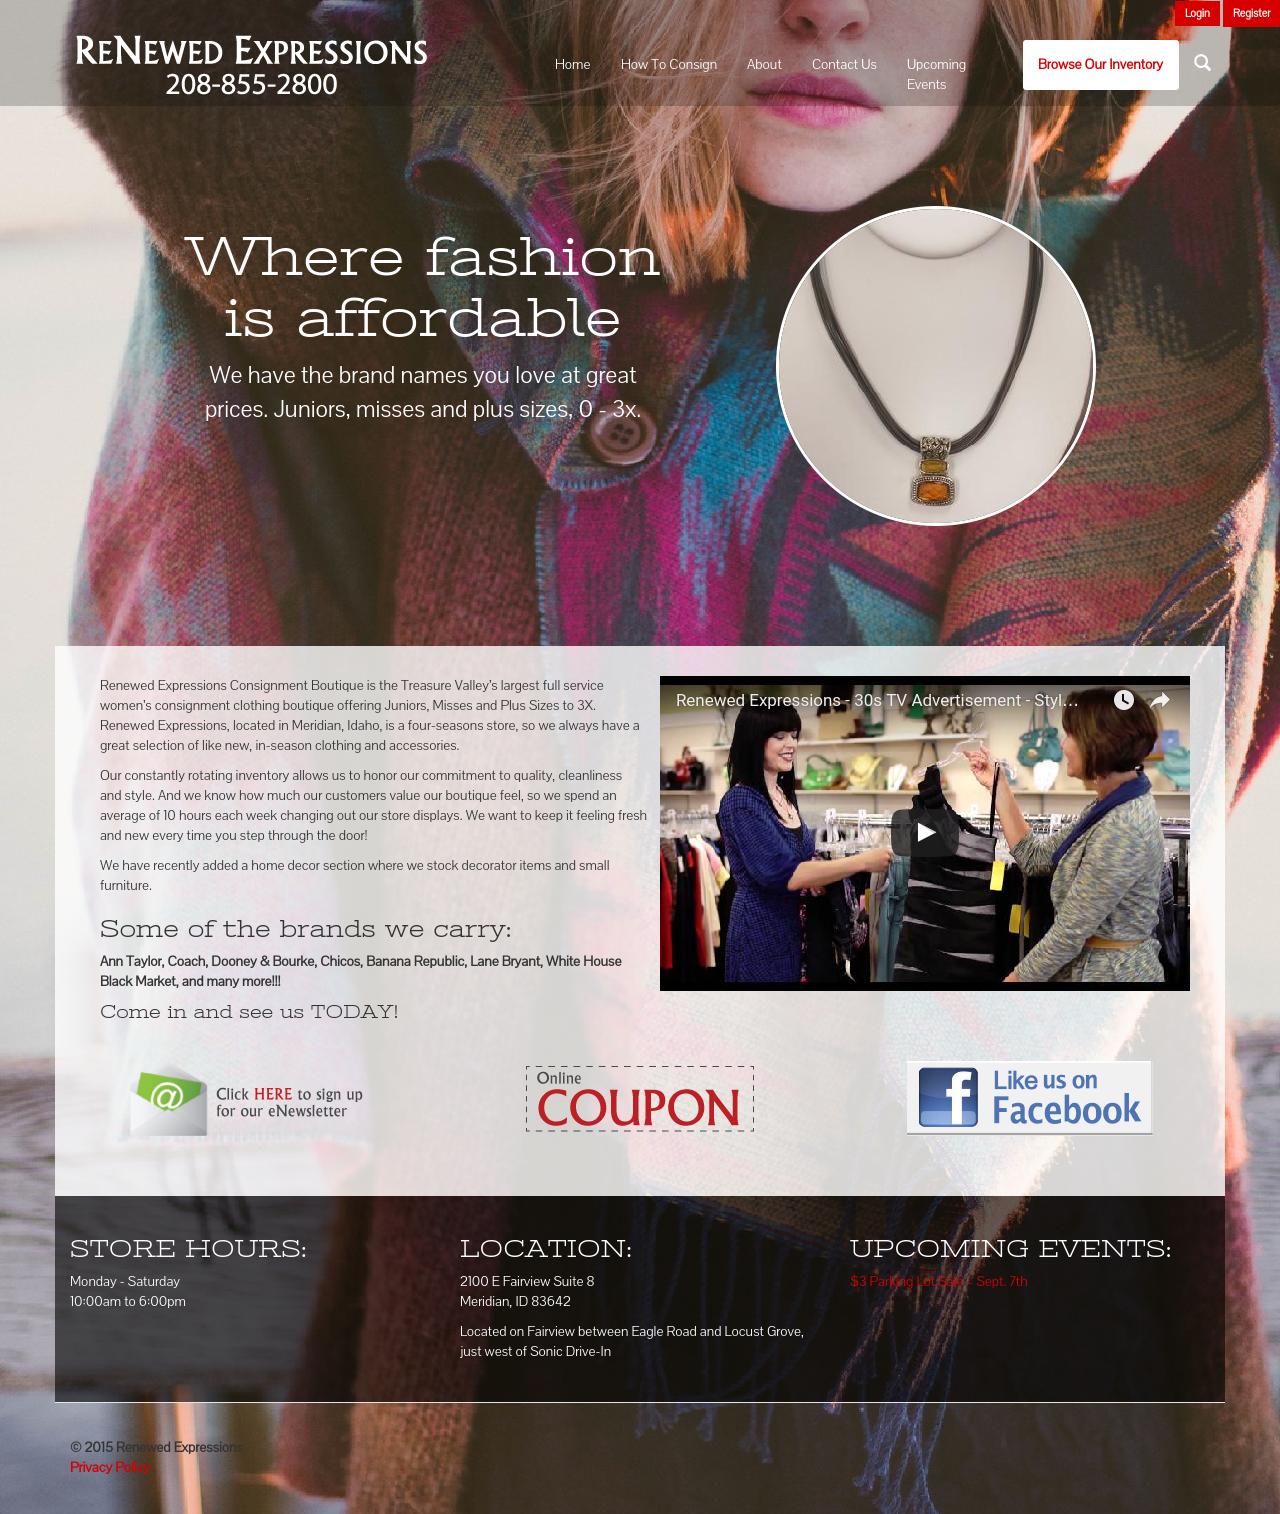 Login
Register
ReNewed Expressions
208-855-2800
Home
How To Consign
About
Contact Us
Upcoming
Events
Browse Our Inventory
Where fashion
is affordable
We have the brand names you love at great
prices. Juniors, misses and plus sizes, 0 - 3x.
Renewed Expressions Consignment Boutique is the Treasure Valley's largest full service
women's consignment clothing boutique offering Juniors, Misses and Plus Sizes to 3X.
Renewed Expressions, located in Meridian, Idaho, is a four-seasons store, so we always have a
great selection of like new, in-season clothing and accessories.
Our constantly rotating inventory allows us to honor our commitment to quality, cleanliness
and style. And we know how much our customers value our boutique feel, so we spend an
average of 10 hours each week changing out our store displays. We want to keep it feeling fresh
and new every time you step through the door!
We have recently added a home decor section where we stock decorator items and small
furniture.
Some of the brands we carry:
Ann Taylor, Coach, Dooney & Bourke, Chicos, Banana Republic, Lane Bryant, White House
Black Market, and many more!!!
Come in and see us TODAY!
Renewed Expressions - 30s TV Advertisement - Styl...
@
Click HERE to sign up
for our eNewsletter
Online
COUPON
f
Like us on
Facebook
STORE HOURS:
Monday - Saturday
10:00am to 6:00pm
LOCATION:
2100 E Fairview Suite 8
Meridian, ID 83642
Located on Fairview between Eagle Road and Locust Grove,
just west of Sonic Drive-In
UPCOMING EVENTS:
$3 Parking Lot Sale - Sept. 7th
© 2015 Renewed Expressions
Privacy Policy